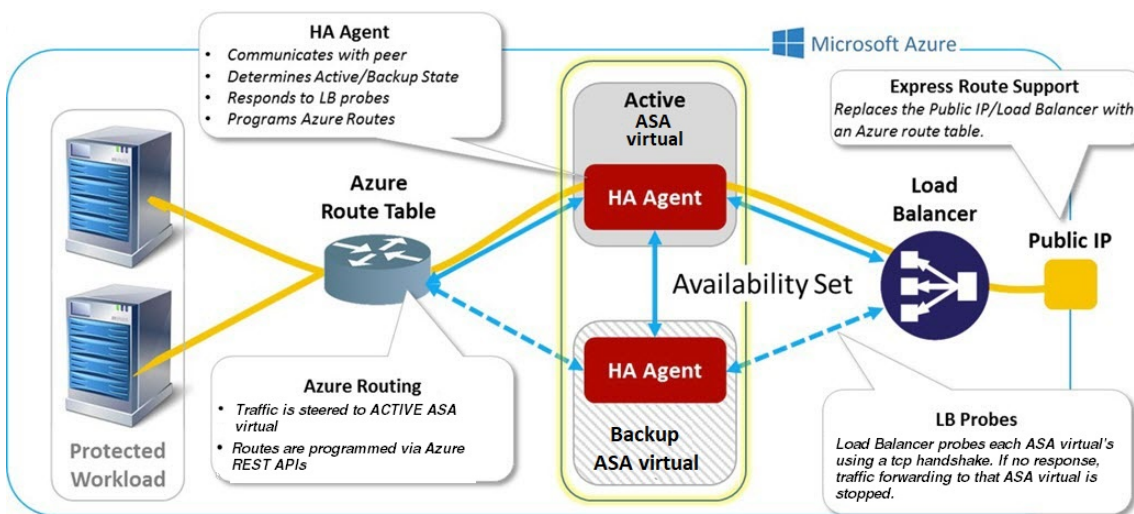 Microsoft Azure
HA Agent
• Communicates with peer
• Determines Active/Backup State
• Responds to LB probes
• Programs Azure Routes
Active
ASA
virtual
HA Agent
Express Route Support
Replaces the Public IP/Load Balancer with
an Azure route table.
Azure
Route Table
Load
Balancer
Public IP
Availability Set
HA Agent
Backup
ASA virtual
Protected
Workload
Azure Routing
• Traffic is steered to ACTIVE ASA
virtual
• Routes are programmed via Azure
REST APIs
LB Probes
Load Balancer probes each ASA virtual's
using a tcp handshake. If no response,
traffic forwarding to that ASA virtual is
stopped.